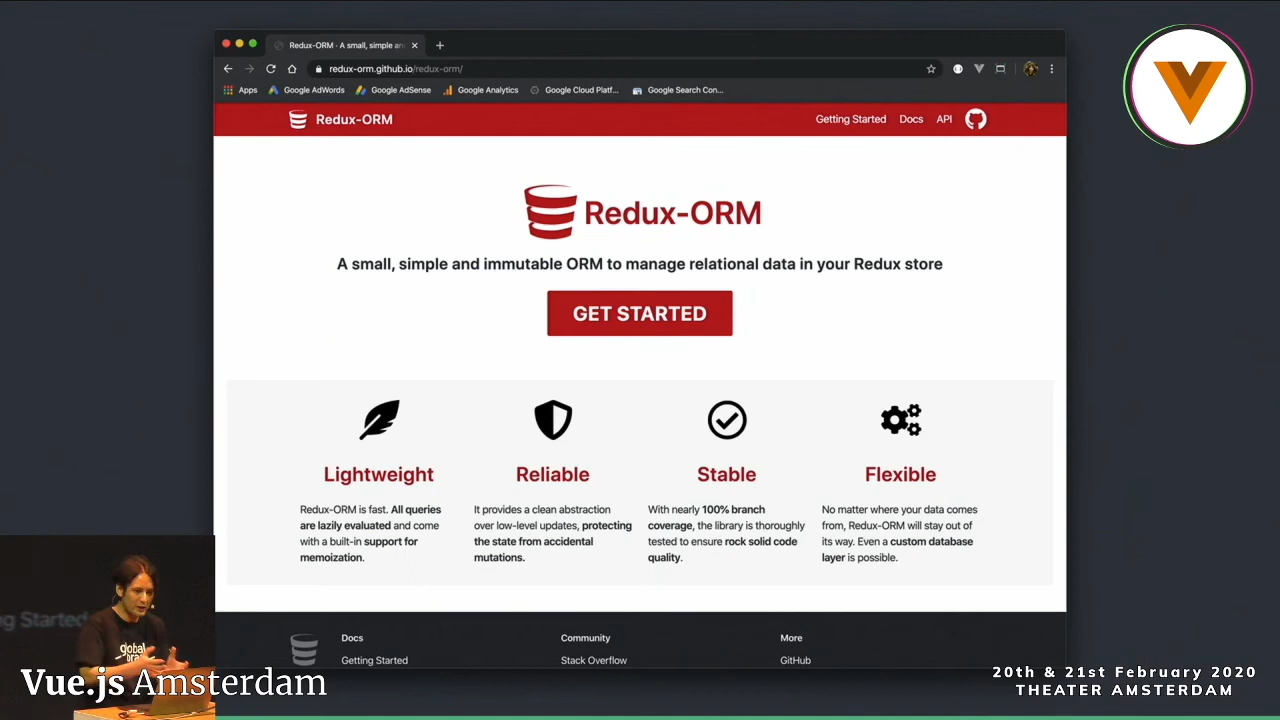 Redux-ORM · A small, simple an
redux-orm.github.io/redux-orm/
Apps
Google AdWords
Google AdSense
Google Analytics
Google Cloud Platf...
Google Search Con...
Redux-ORM
Getting Started
Docs
API
Redux-ORM
A small, simple and immutable ORM to manage relational data in your Redux store
GET STARTED
Lightweight
Redux-ORM is fast. All queries
are lazily evaluated and come
with a built-in support for
memoization.
Reliable
It provides a clean abstraction
over low-level updates, protecting
the state from accidental
mutations.
Stable
With nearly 100% branch
coverage, the library is thoroughly
tested to ensure rock solid code
quality.
Flexible
No matter where your data comes
from, Redux-ORM will stay out of
its way. Even a custom database
layer is possible.
Docs
Getting Started
Community
Stack Overflow
More
GitHub
ng Started
global
Vue.js Amsterdam
20th & 21st February 2020
THEATER AMSTERDAM